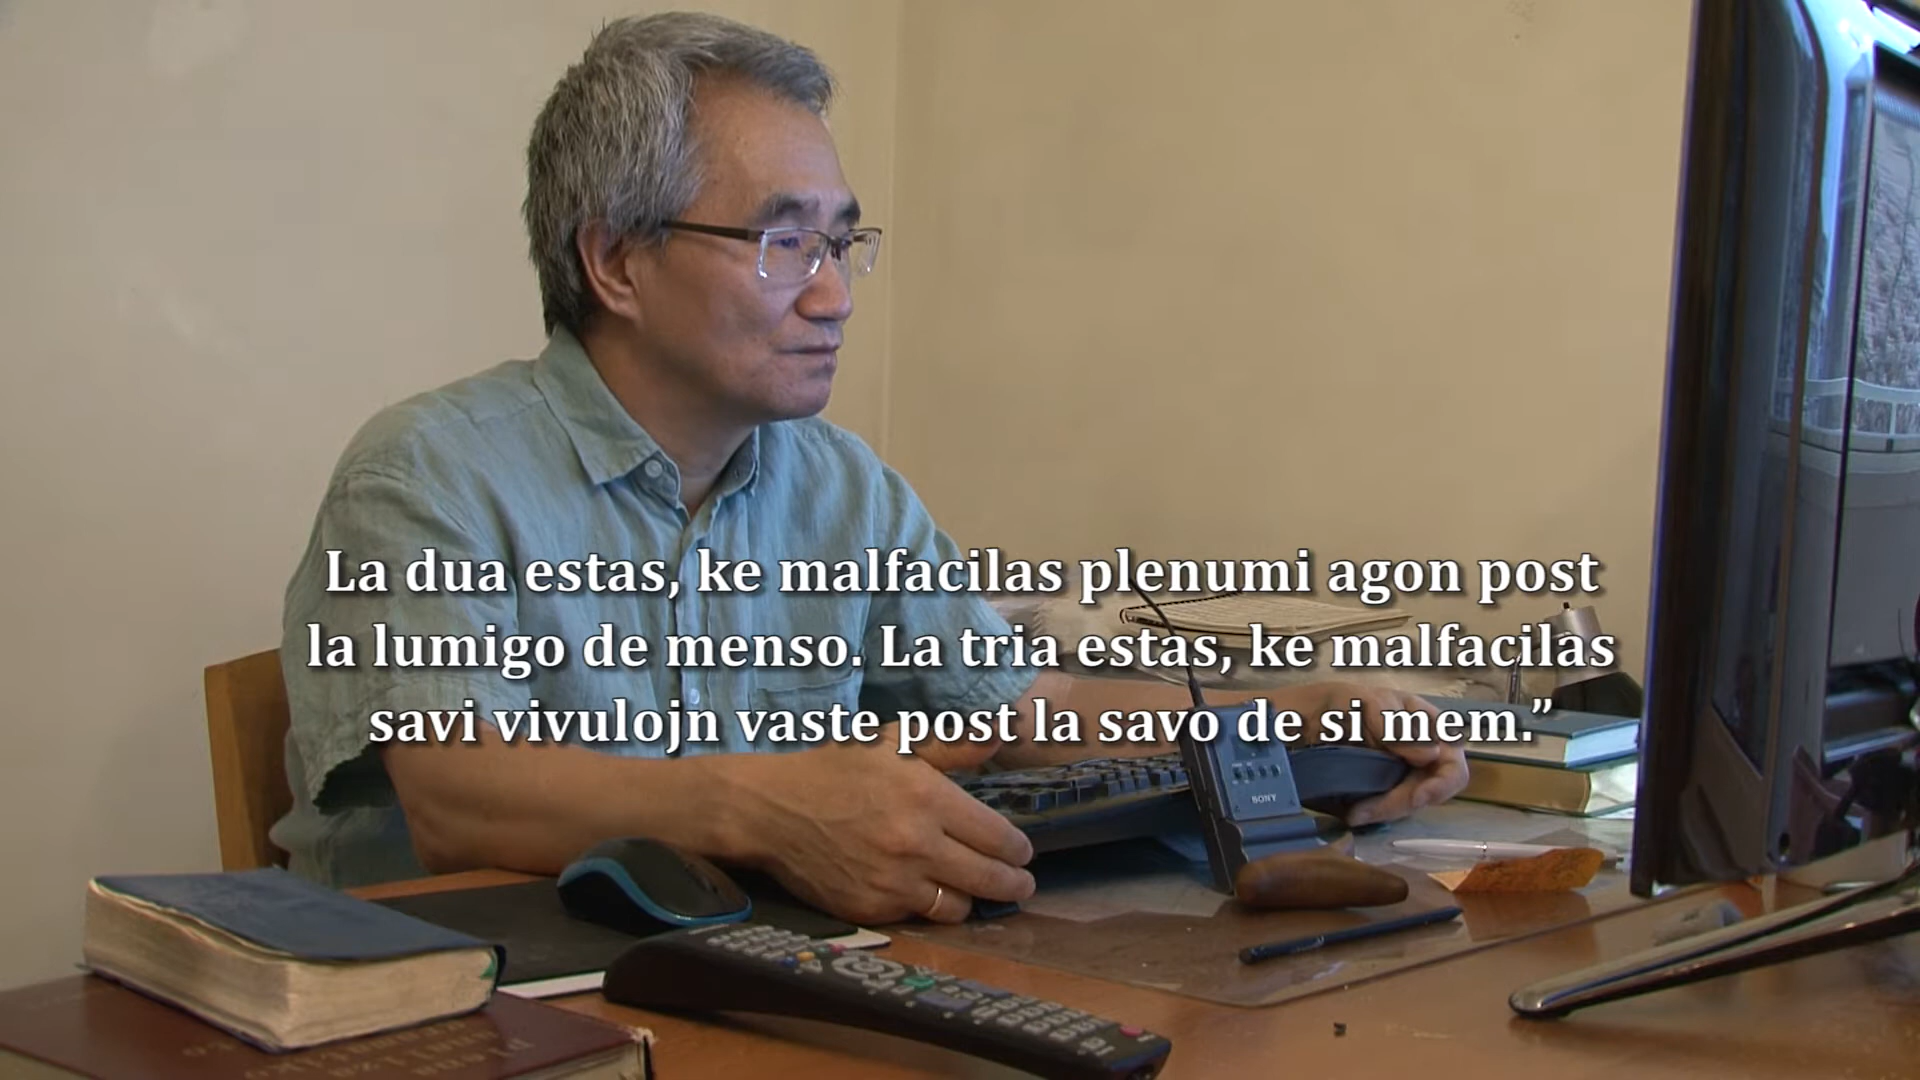 La dua estas, ke malfacilas plenumi agon post
la lumigo de menso. La tria estas, ke malfacilas
savi vivulojn vaste post la savo de si mem.”
SONY